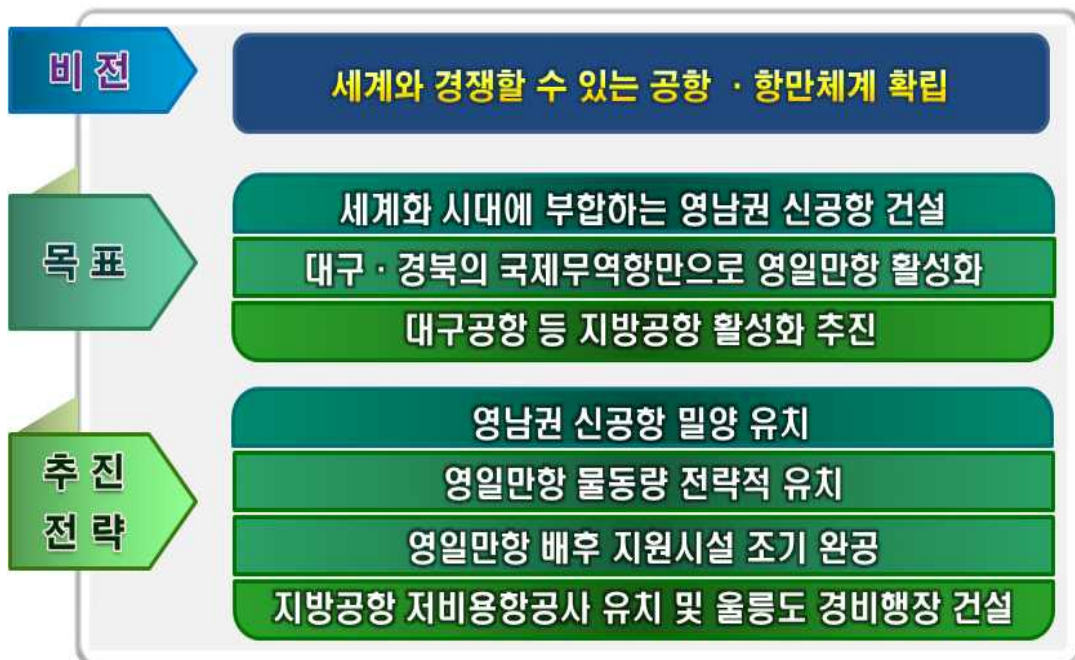 비 전
세계와 경쟁할 수 있는 공항 · 항만체계 확립
목 표
세계화 시대에 부합하는 영남권 신공항 건설
대구 · 경북의 국제무역항만으로 영일만항 활성화
대구공항 등 지방공항 활성화 추진
추 진
전 략
영남권 신공항 밀양 유치
영일만항 물동량 전략적 유치
영일만항 배후 지원시설 조기 완공
지방공항 저비용항공사 유치 및 울릉도 경비행장 건설